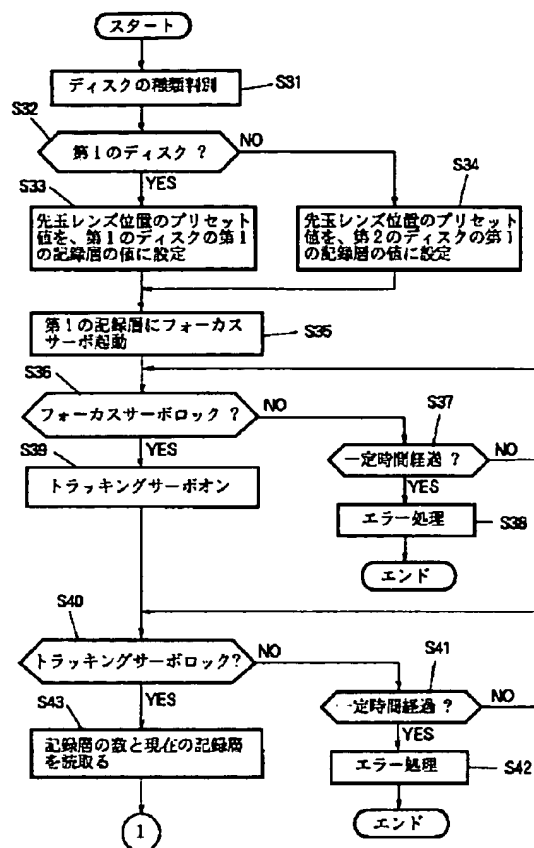 スタート
ディスクの種類判別
S31
S32
第1のディスク?
NO
YES
S33
S34
先玉レンズ位置のプリセット
値を、第1のディスクの第1
の記録層の値に設定
先玉レンズ位置のプリセット
値を、第2のディスクの第1
の記録層の値に設定
第1の記録層にフォーカス
サーボ起動
S35
S36
フォーカスサーボロック?
NO
YES
S37
一定時間経過?
NO
YES
S39
トラッキングサーボオン
エラー処理
S38
エンド
S40
トラッキングサーボロック?
NO
YES
S41
一定時間経過?
NO
YES
S43
記録層の数と現在の記録層
を読取る
エラー処理
S42
エンド
1